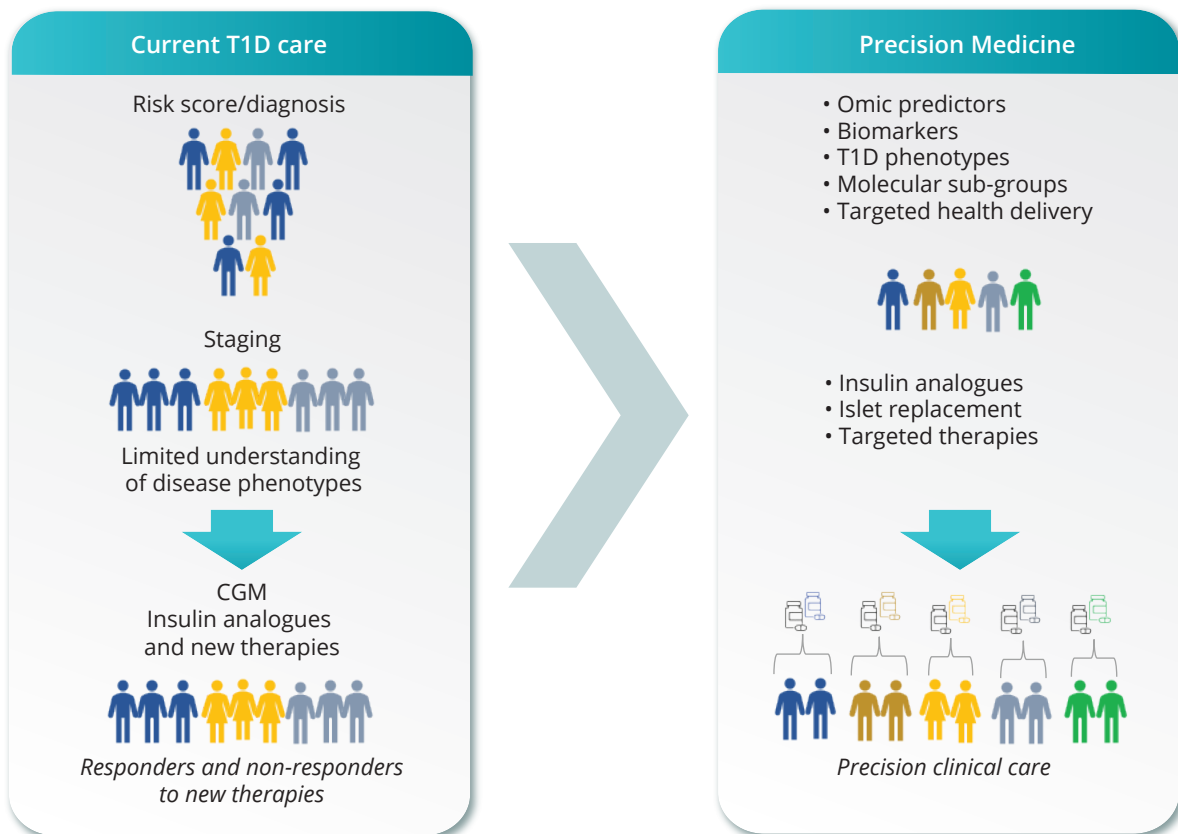 Current T1D care
Risk score/diagnosis
Staging
Limited understanding
of disease phenotypes
CGM
Insulin analogues
and new therapies
Responders and non-responders
to new therapies
Precision Medicine
• Omic predictors
• Biomarkers
• T1D phenotypes
• Molecular sub-groups
• Targeted health delivery
• Insulin analogues
• Islet replacement
• Targeted therapies
Precision clinical care